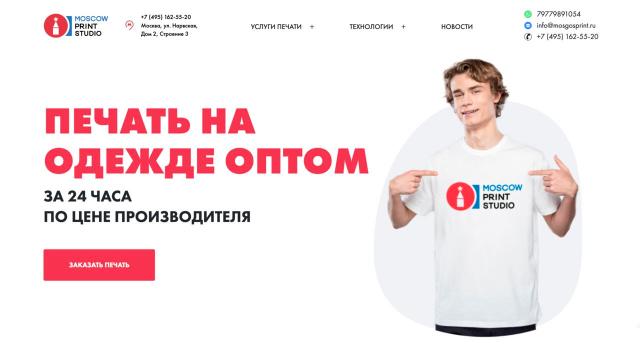 MOSCOW
PRINT
STUDIO
+7 (495) 162-55-20
Москва, ул. Нарвская,
Дом 2, Строение 3
УСЛУГИ ПЕЧАТИ +
ТЕХНОЛОГИИ +
НОВОСТИ
79779891054
info@mosgosprint.ru
+7 (495) 162-55-20
ПЕЧАТЬ НА
ОДЕЖДЕ ОПТОМ
ЗА 24 ЧАСА
ПО ЦЕНЕ ПРОИЗВОДИТЕЛЯ
ЗАКАЗАТЬ ПЕЧАТЬ
MOSCOW
PRINT
STUDIO